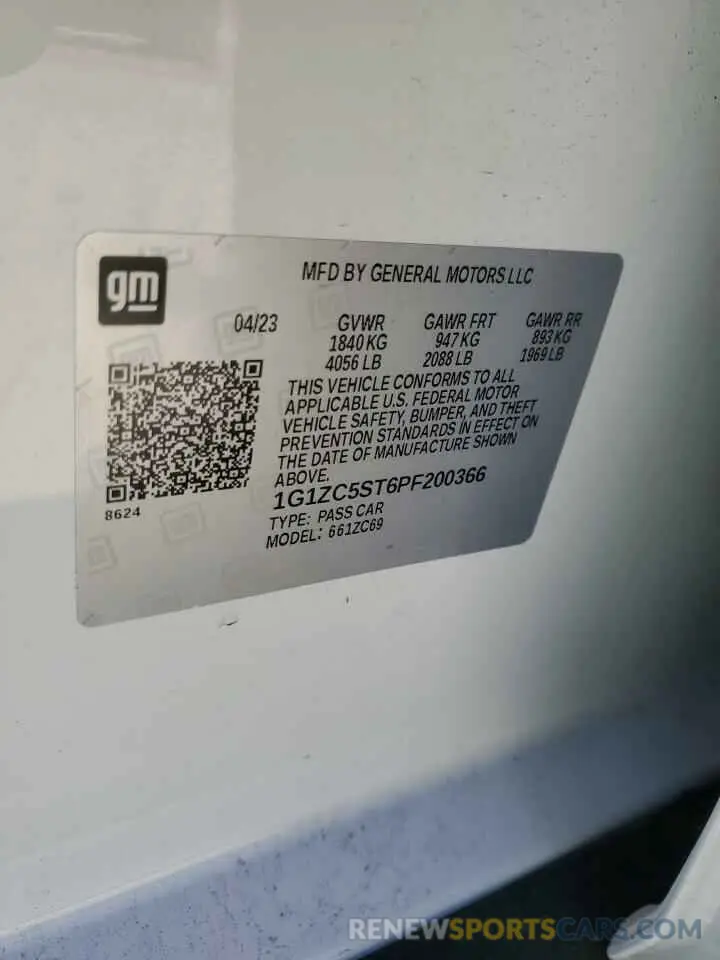 gm
MFD BY GENERAL MOTORS LLC
04/23 GVWR GAWR FRT GAWR RR
1840 KG 947 KG 893 KG
4056 LB 2088 LB 1969 LB
THIS VEHICLE CONFORMS TO ALL
APPLICABLE U.S. FEDERAL MOTOR
VEHICLE SAFETY, BUMPER, AND THEFT
PREVENTION STANDARDS IN EFFECT ON
THE DATE OF MANUFACTURE SHOWN
ABOVE.
1G1ZC5ST6PF200366
8624
TYPE: PASS CAR
MODEL: 661ZC69
RENEWSPORTSCARS.COM